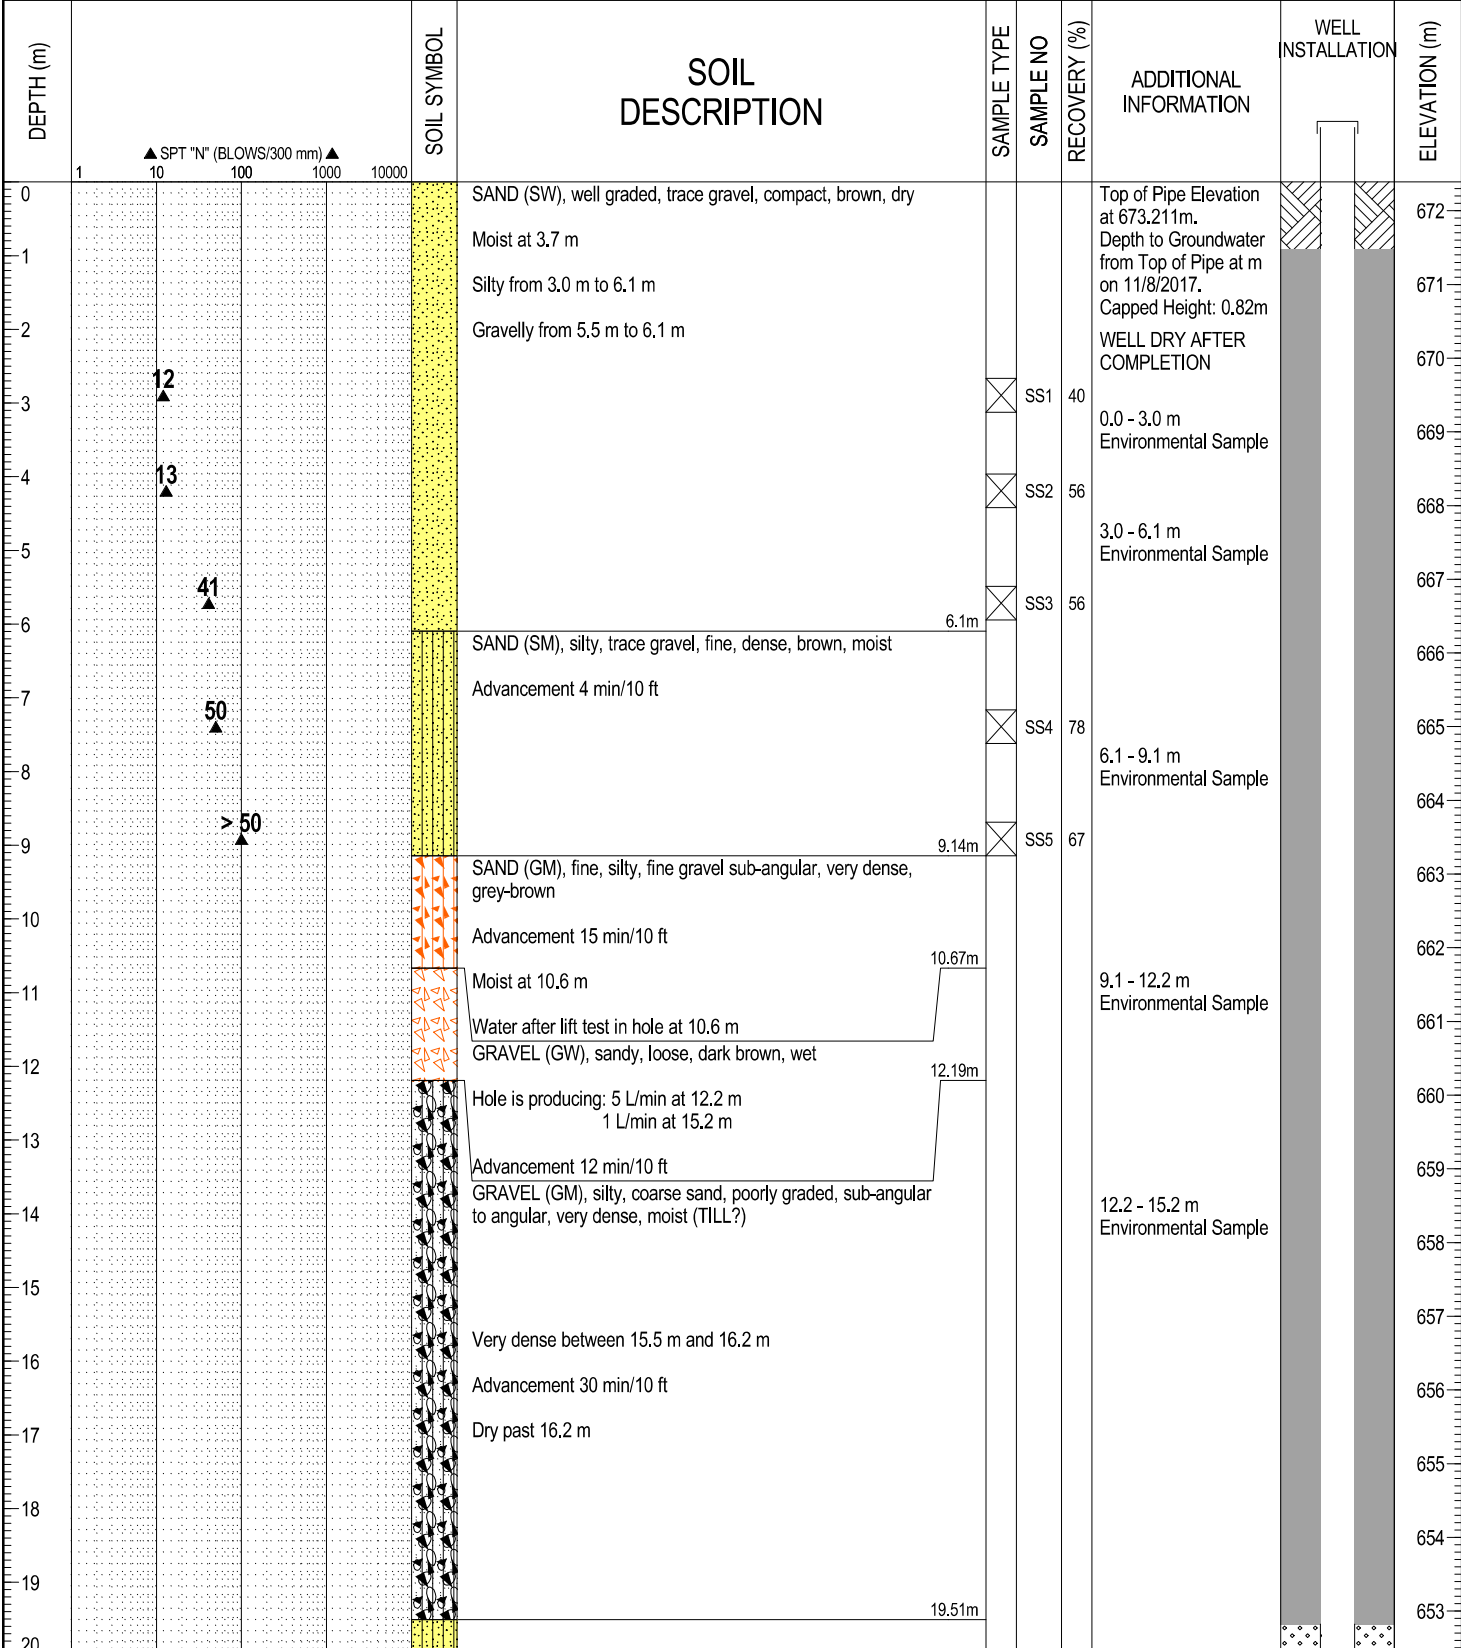 DEPTH (m)
▲ SPT "N" (BLOWS/300 mm) ▲
1 10 100 1000 10000
SOIL SYMBOL
SOIL
DESCRIPTION
SAMPLE TYPE
SAMPLE NO
RECOVERY (%)
ADDITIONAL
INFORMATION
WELL
INSTALLATION
ELEVATION (m)
0
1
2
3
4
5
6
7
8
9
10
11
12
13
14
15
16
17
18
19
20
12
13
41
50
> 50
SAND (SW), well graded, trace gravel, compact, brown, dry
Moist at 3.7 m
Silty from 3.0 m to 6.1 m
Gravelly from 5.5 m to 6.1 m
6.1m
SAND (SM), silty, trace gravel, fine, dense, brown, moist
Advancement 4 min/10 ft
9.14m
SAND (GM), fine, silty, fine gravel sub-angular, very dense,
grey-brown
Advancement 15 min/10 ft
10.67m
Moist at 10.6 m
Water after lift test in hole at 10.6 m
GRAVEL (GW), sandy, loose, dark brown, wet
12.19m
Hole is producing: 5 L/min at 12.2 m
1 L/min at 15.2 m
Advancement 12 min/10 ft
GRAVEL (GM), silty, coarse sand, poorly graded, sub-angular
to angular, very dense, moist (TILL?)
Very dense between 15.5 m and 16.2 m
Advancement 30 min/10 ft
Dry past 16.2 m
19.51m
SS1 40
SS2 56
SS3 56
SS4 78
SS5 67
Top of Pipe Elevation
at 673.211m.
Depth to Groundwater
from Top of Pipe at m
on 11/8/2017.
Capped Height: 0.82m
WELL DRY AFTER
COMPLETION
0.0 - 3.0 m
Environmental Sample
3.0 - 6.1 m
Environmental Sample
6.1 - 9.1 m
Environmental Sample
9.1 - 12.2 m
Environmental Sample
12.2 - 15.2 m
Environmental Sample
672
671
670
669
668
667
666
665
664
663
662
661
660
659
658
657
656
655
654
653